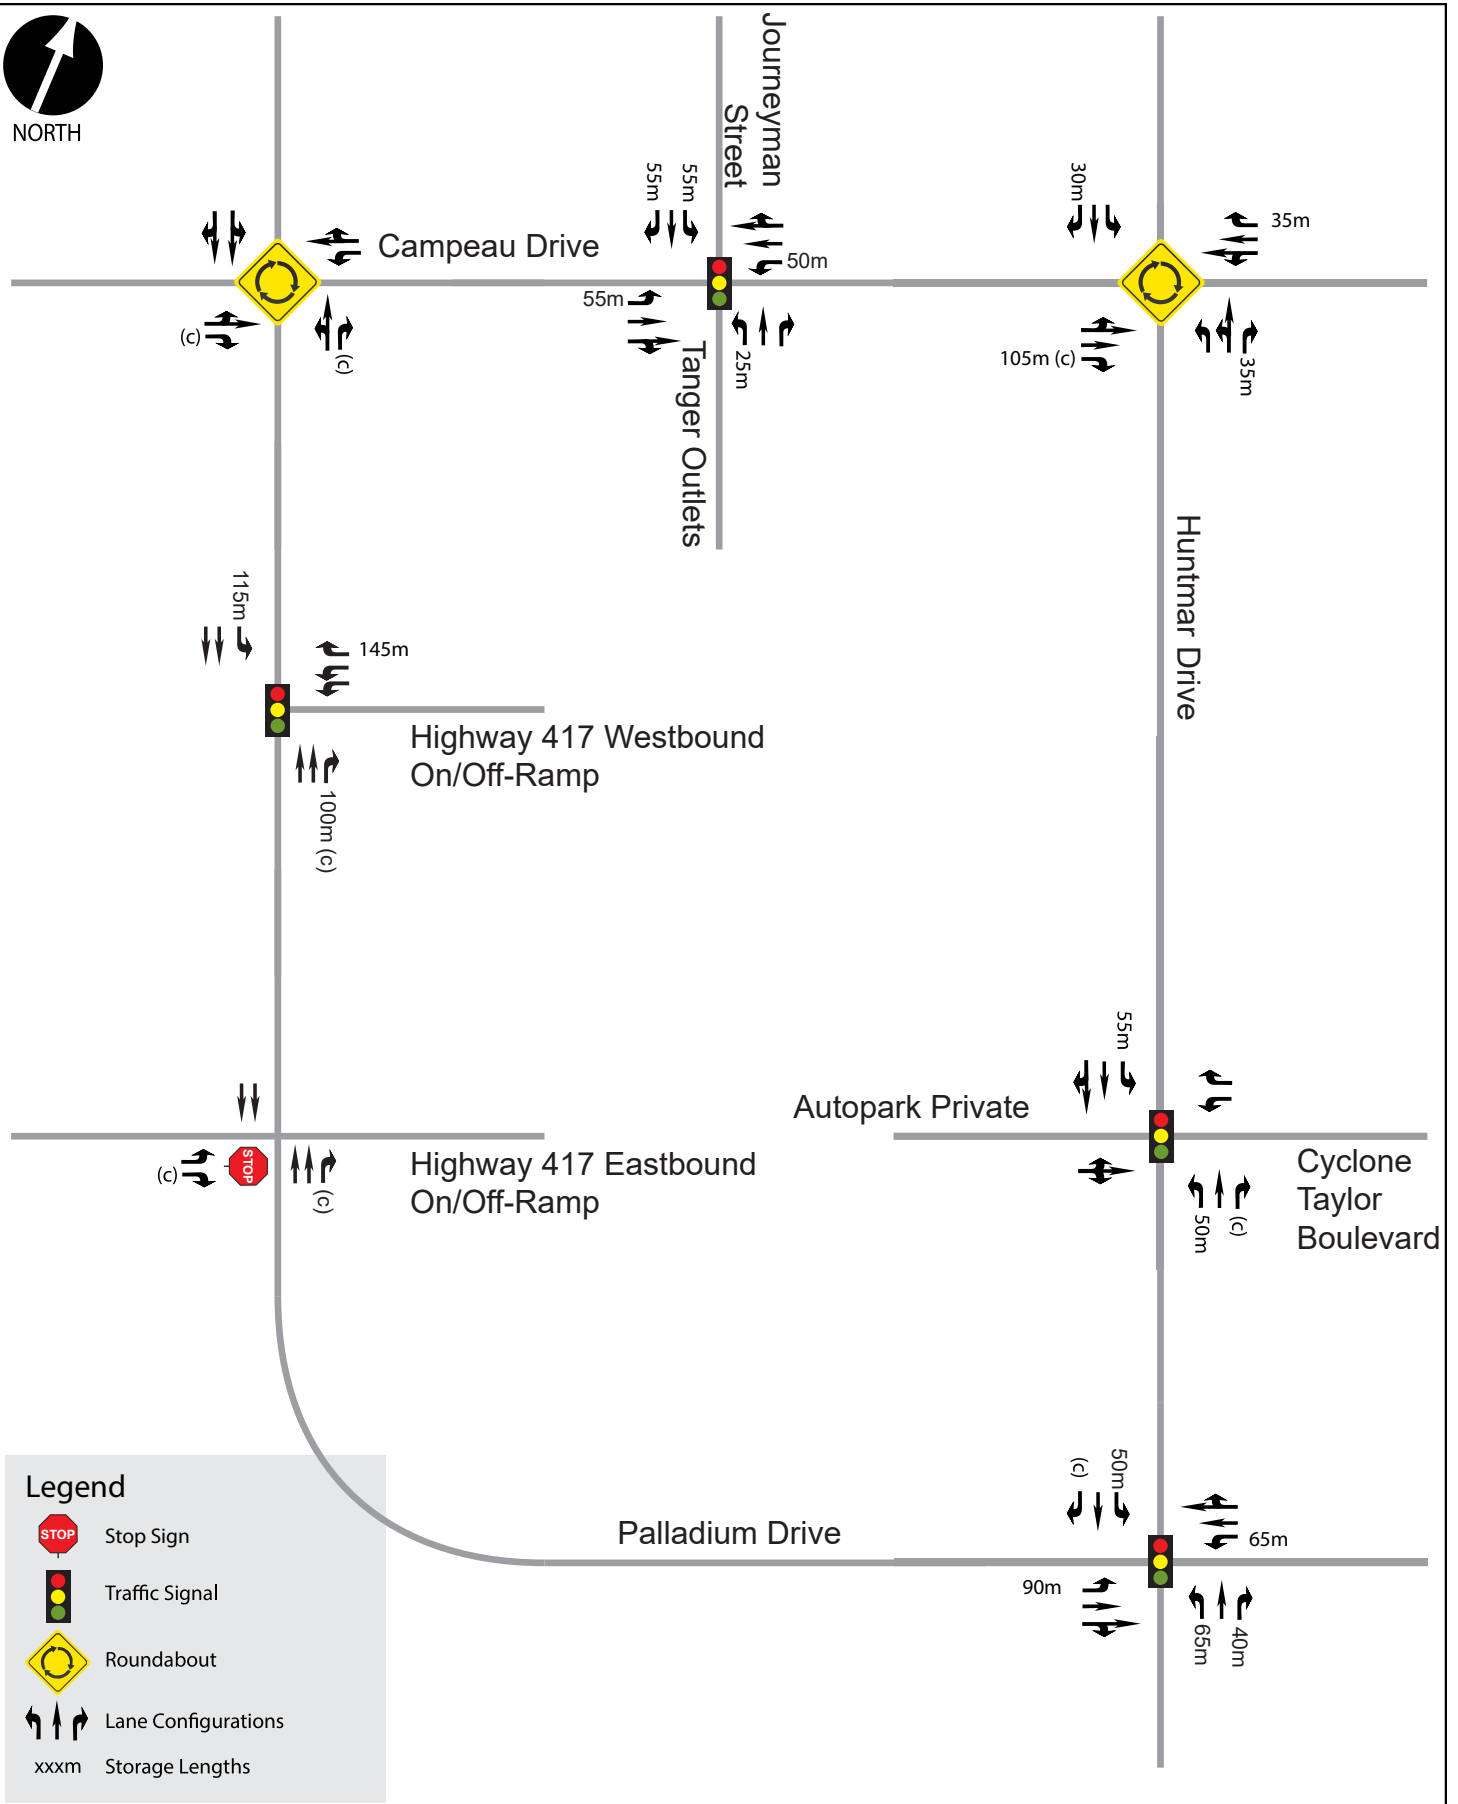 NORTH
Journeyman
Street
55m
55m
30m
35m
Campeau Drive
50m
55m
(c)
(c)
25m
105m (c)
35m
Tanger Outlets
Huntmar Drive
115m
145m
Highway 417 Westbound
On/Off-Ramp
100m (c)
55m
Autopark Private
(c)
STOP
(c)
Highway 417 Eastbound
On/Off-Ramp
50m
(c)
Cyclone
Taylor
Boulevard
(c)
50m
Palladium Drive
65m
90m
65m
40m
Legend
STOP
Stop Sign
Traffic Signal
Roundabout
Lane Configurations
xxxm
Storage Lengths